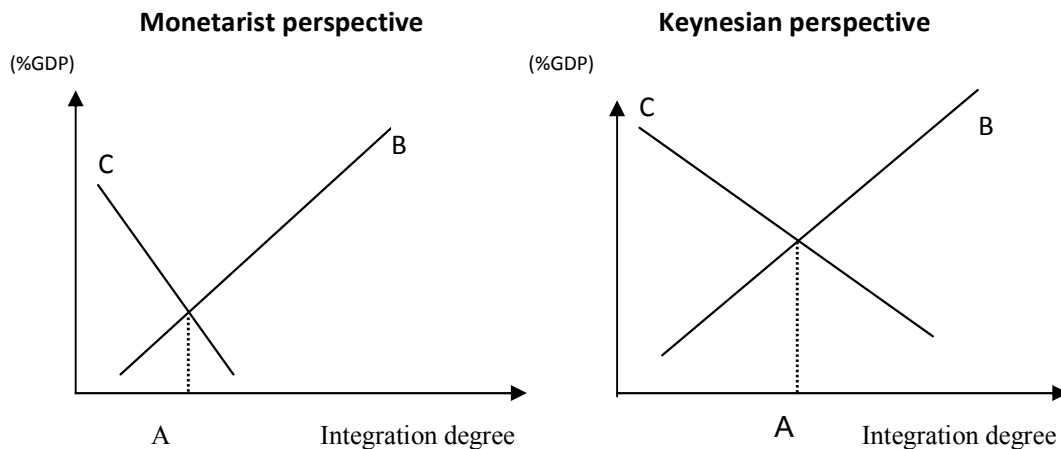 Monetarist perspective
(%GDP)
C
B
A
Integration degree
Keynesian perspective
(%GDP)
C
B
A
Integration degree